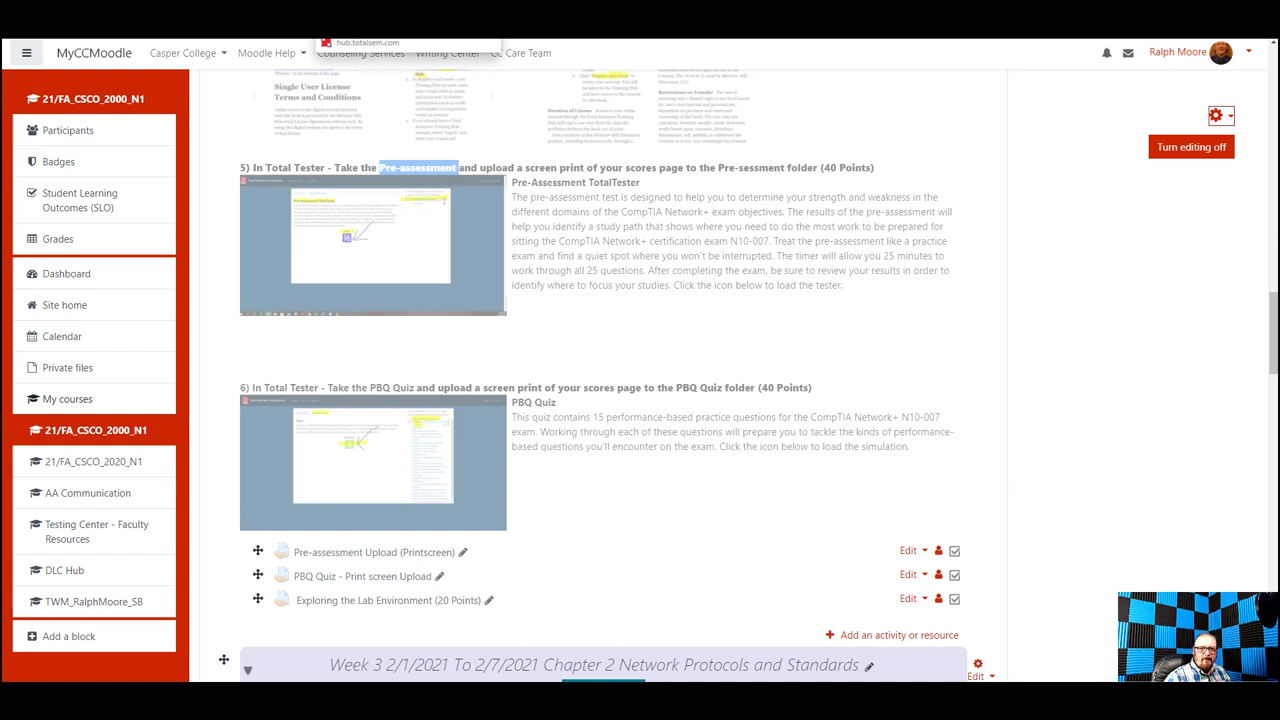 hub.totalsem.com
MyCCMoodle
Casper College
Moodle Help
Counseling Services
Writing Center
CC Care Team
Ralph Moore
21/FA_CSCO_2000_N1
Participants
Badges
Student Learning
Outcomes (SLO)
Grades
Dashboard
Site home
Calendar
Private files
My courses
21/FA_CSCO_2000_N1
21/FA_CSCO_2020_N1
AA Communication
Testing Center - Faculty
Resources
DLC Hub
TWM_RalphMoore_SB
Add a block
Turn editing off
Single User License
Terms and Conditions
5) In Total Tester - Take the Pre-assessment and upload a screen print of your scores page to the Pre-sessment folder (40 Points)
Pre-Assessment TotalTester
The pre-assessment test is designed to help you to determine your strength and weakness in the
different domains of the CompTIA Network+ exam objectives. The result of the pre-assessment will
help you identify a study path that shows where you need to do the most work to be prepared for
sitting the CompTIA Network+ certification exam N10-007. Treat the pre-assessment like a practice
exam and find a quiet spot where you won't be interrupted. The timer will allow you 25 minutes to
work through all 25 questions. After completing the exam, be sure to review your results in order to
identify where to focus your studies. Click the icon below to load the tester.
6) In Total Tester - Take the PBQ Quiz and upload a screen print of your scores page to the PBQ Quiz folder (40 Points)
PBQ Quiz
This quiz contains 15 performance-based practice questions for the CompTIA Network+ N10-007
exam. Working through each of these questions will prepare you to tackle the kinds of performance-
based questions you'll encounter on the exam. Click the icon below to load the simulation.
Pre-assessment Upload (Printscreen)
Edit
PBQ Quiz - Print screen Upload
Edit
Exploring the Lab Environment (20 Points)
Edit
Add an activity or resource
Week 3 2/1/2021 To 2/7/2021 Chapter 2 Network Protocols and Standards
Edit